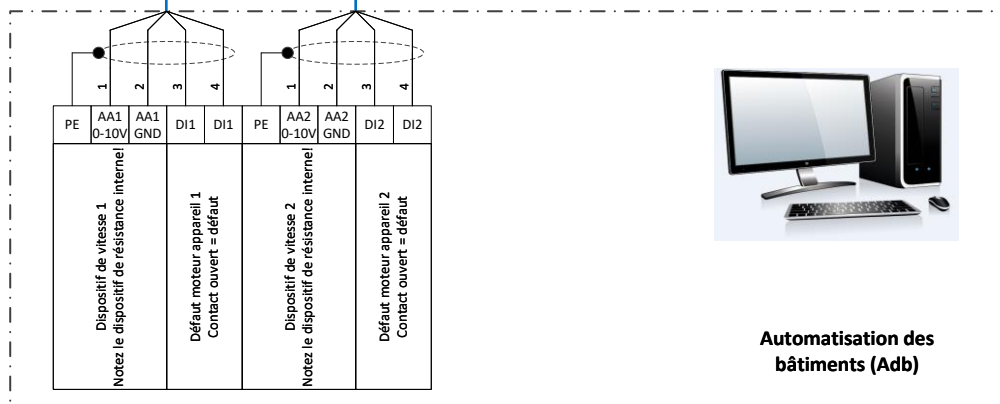 1 2 3 4 1 2 3 4
PE AA1 0-10V AA1 GND DI1 DI1 PE AA2 0-10V AA2 GND DI2 DI2
Dispositif de vitesse 1
Notez le dispositif de résistance interne!
Défaut moteur appareil 1
Contact ouvert = défaut
Dispositif de vitesse 2
Notez le dispositif de résistance interne!
Défaut moteur appareil 2
Contact ouvert = défaut
Automatisation des
bâtiments (Adb)